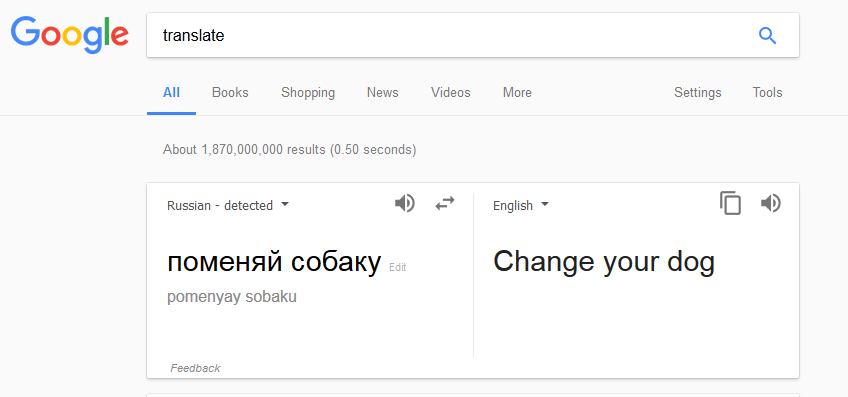 Google translate
All Books Shopping News Videos More Settings Tools
About 1,870,000,000 results (0.50 seconds)
Russian - detected English
поменяй собаку Edit Change your dog
pomenyay sobaku
Feedback